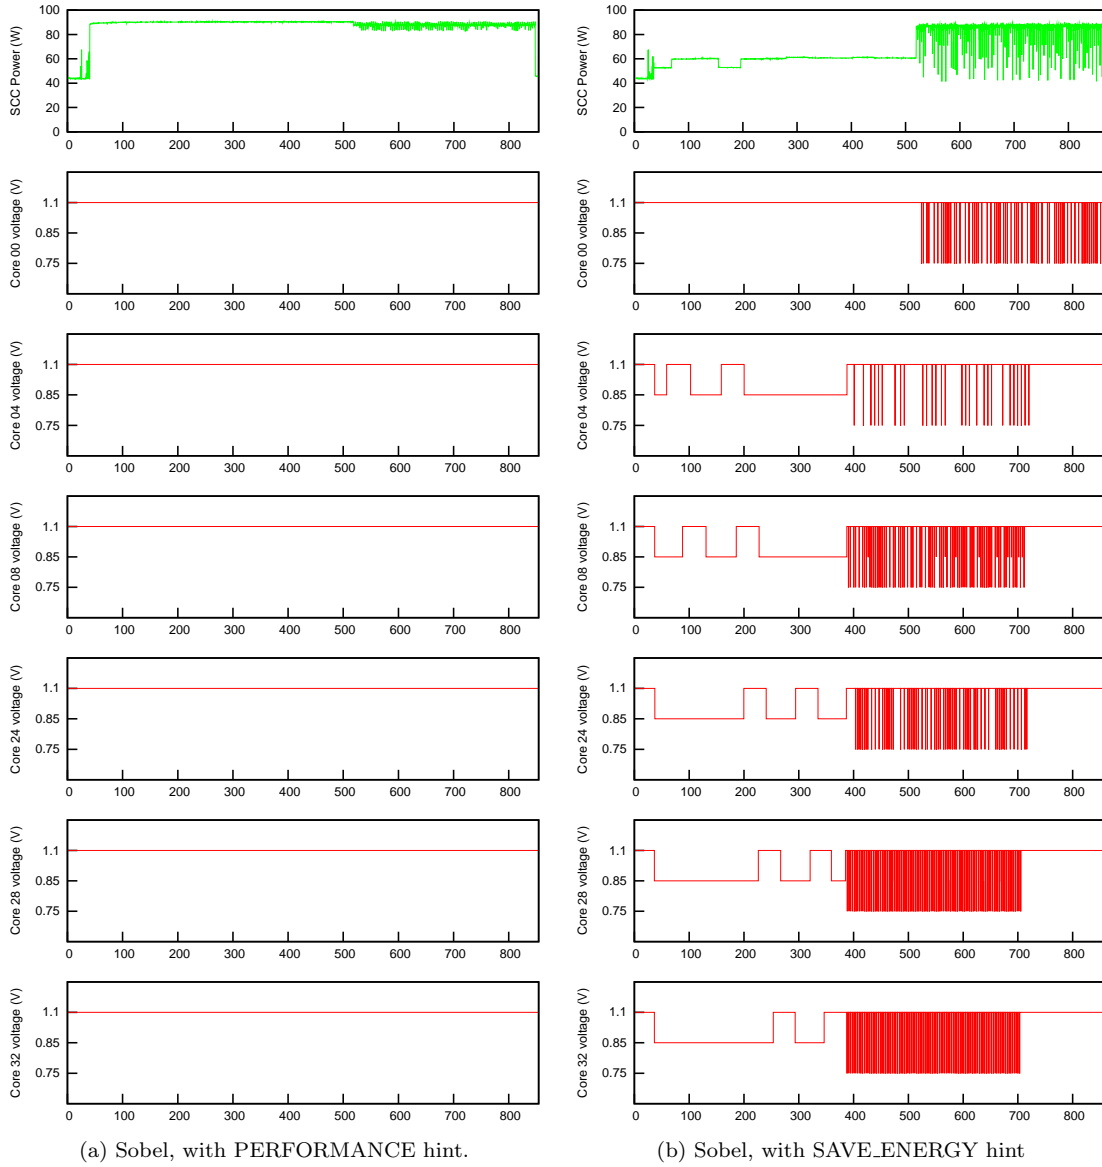 SCC Power (W)
100
80
60
40
20
0
0 100 200 300 400 500 600 700 800
SCC Power (W)
100
80
60
40
20
0
0 100 200 300 400 500 600 700 800
Core 00 voltage (V)
1.1
0.85
0.75
0 100 200 300 400 500 600 700 800
Core 00 voltage (V)
1.1
0.85
0.75
0 100 200 300 400 500 600 700 800
Core 04 voltage (V)
1.1
0.85
0.75
0 100 200 300 400 500 600 700 800
Core 04 voltage (V)
1.1
0.85
0.75
0 100 200 300 400 500 600 700 800
Core 08 voltage (V)
1.1
0.85
0.75
0 100 200 300 400 500 600 700 800
Core 08 voltage (V)
1.1
0.85
0.75
0 100 200 300 400 500 600 700 800
Core 24 voltage (V)
1.1
0.85
0.75
0 100 200 300 400 500 600 700 800
Core 24 voltage (V)
1.1
0.85
0.75
0 100 200 300 400 500 600 700 800
Core 28 voltage (V)
1.1
0.85
0.75
0 100 200 300 400 500 600 700 800
Core 28 voltage (V)
1.1
0.85
0.75
0 100 200 300 400 500 600 700 800
Core 32 voltage (V)
1.1
0.85
0.75
0 100 200 300 400 500 600 700 800
Core 32 voltage (V)
1.1
0.85
0.75
0 100 200 300 400 500 600 700 800
(a) Sobel, with PERFORMANCE hint.
(b) Sobel, with SAVE_ENERGY hint